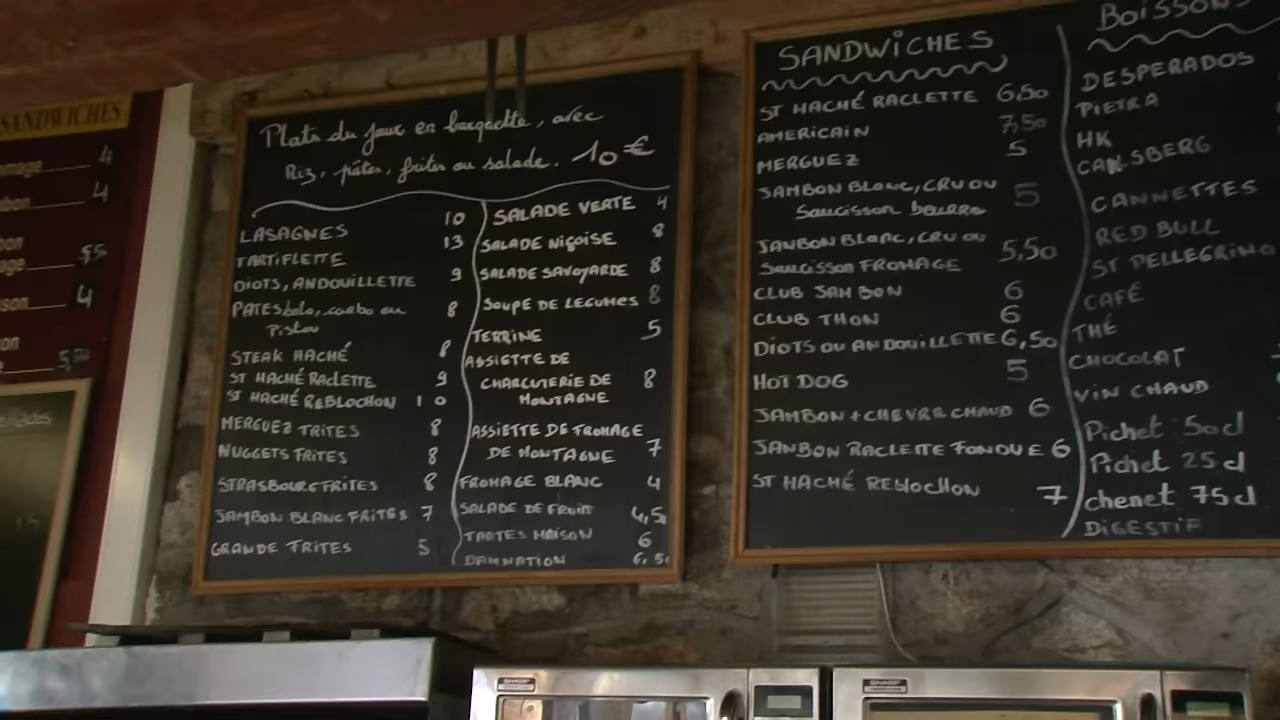 SANDWICHES
4
4
4
Plats du jour en barquette, avec
Riz, pâtes, frites ou salade. 10€
LASAGNES 10
TARTIFLETTE 13
DIOTS, ANDOUILLETTE 9
PATES bolo, carbo ou 8
Pistou
STEAK HACHÉ 8
ST HACHÉ RACLETTE 9
ST HACHÉ REBLOCHON 10
MERGUEZ FRITES 8
NUGGETS FRITES 8
STRASBOURG FRITES 8
JAMBON BLANC FRITES 7
GRANDE FRITES 5
SALADE VERTE 4
SALADE NIÇOISE 8
SALADE SAVOYARDE 8
SOUPE DE LEGUMES 8
TERRINE 5
ASSIETTE DE
CHARCUTERIE DE 8
MONTAGNE
ASSIETTE DE FROMAGE
DE MONTAGNE 7
FROMAGE BLANC 4
SALADE DE FRUIT 4,50
TARTES MAISON 6
DAMNATION 6,50
SANDWICHES
ST HACHÉ RACLETTE 6,50
AMERICAIN 7,50
MERGUEZ 5
JAMBON BLANC, CRU OU 5
Saucisson beurre
JAMBON BLANC, CRU OU 5,50
Saucisson FROMAGE
CLUB JAMBON 6
CLUB THON 6
DIOTS OU ANDOUILLETTE 6,50
HOT DOG 5
JAMBON + CHEVRE CHAUD 6
JAMBON RACLETTE FONDUE 6
ST HACHÉ REBLOCHON 7
BOISSONS
DESPERADOS
PIETRA
HK
CARLSBERG
CANNETTES
RED BULL
ST PELLEGRINO
CAFÉ
THÉ
CHOCOLAT
VIN CHAUD
Pichet 50cl
Pichet 25cl
chenet 75cl
DIGESTIF
SHARP
SHARP